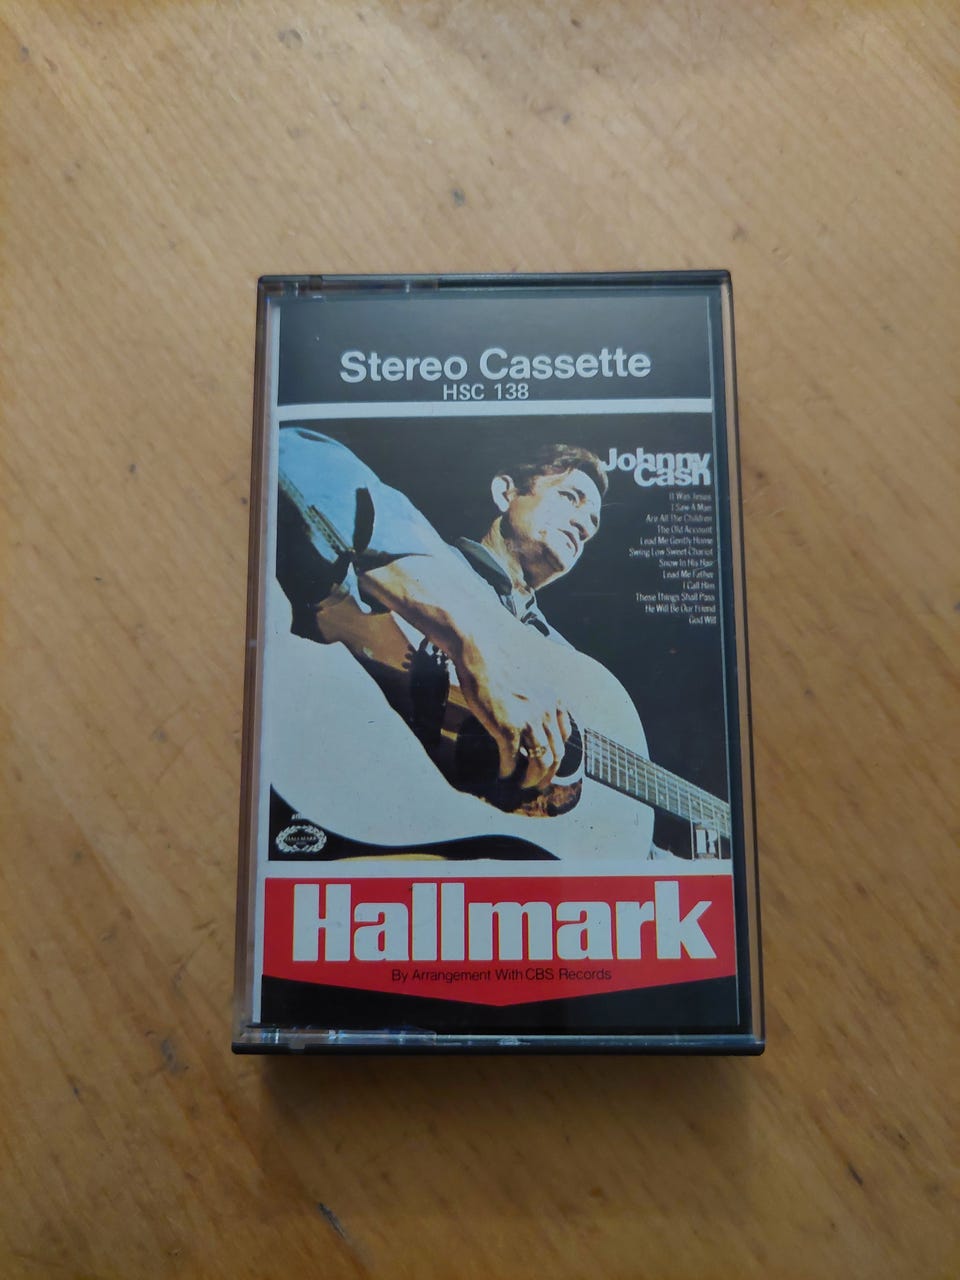 Stereo Cassette
HSC 138
Johnny
Cash
It Was Jesus
I Saw A Man
Are All The Children
The Old Account
Lead Me Gently Home
Swing Low Sweet Chariot
Snow In His Hair
Lead Me Father
I Call Him
These Things Shall Pass
He Will Be Our Friend
God Will
HALLMARK
R
Hallmark
By Arrangement With CBS Records